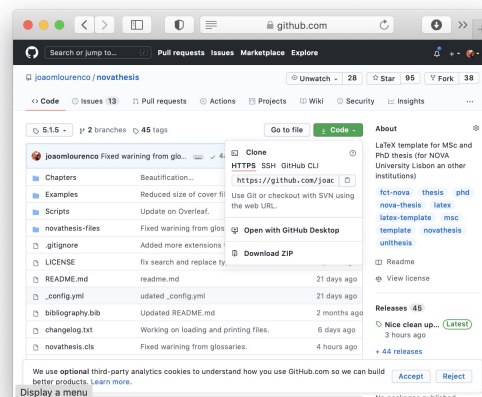 github.com
Search or jump to...
Pull requests Issues Marketplace Explore
joaomlourenco / novathesis
Unwatch 28
Star 95
Fork 38
Code
Issues 13
Pull requests
Actions
Projects
Wiki
Security
Insights
5.1.5
2 branches
45 tags
Go to file
Code
joaomlourenco Fixed warining from glo...
Chapters Beautification...
Examples Reduced size of cover fil
Scripts Update on Overleaf.
novathesis-files Fixed warining from glos
.gitignore Added more extensions
LICENSE fix search and replace ty
README.md readme.md 21 days ago
_config.yml udated _config.yml 21 days ago
bibliography.bib Updated README.md 2 months ago
changelog.txt Working on loading and printing files. 6 days ago
novathesis.cls Fixed warining from glossaries. 4 hours ago
Clone
HTTPS SSH GitHub CLI
https://github.com/joac
Use Git or checkout with SVN using
the web URL.
Open with GitHub Desktop
Download ZIP
About
LaTeX template for MSc and
PhD thesis (for NOVA
University Lisbon an other
institutions)
fct-nova thesis phd
nova-thesis latex
latex-template msc
template novathesis
unlthesis
Readme
View license
Releases 45
Nice clean up... Latest
3 hours ago
+ 44 releases
We use optional third-party analytics cookies to understand how you use GitHub.com so we can build
better products. Learn more.
Accept Reject
Display a menu
No packages published